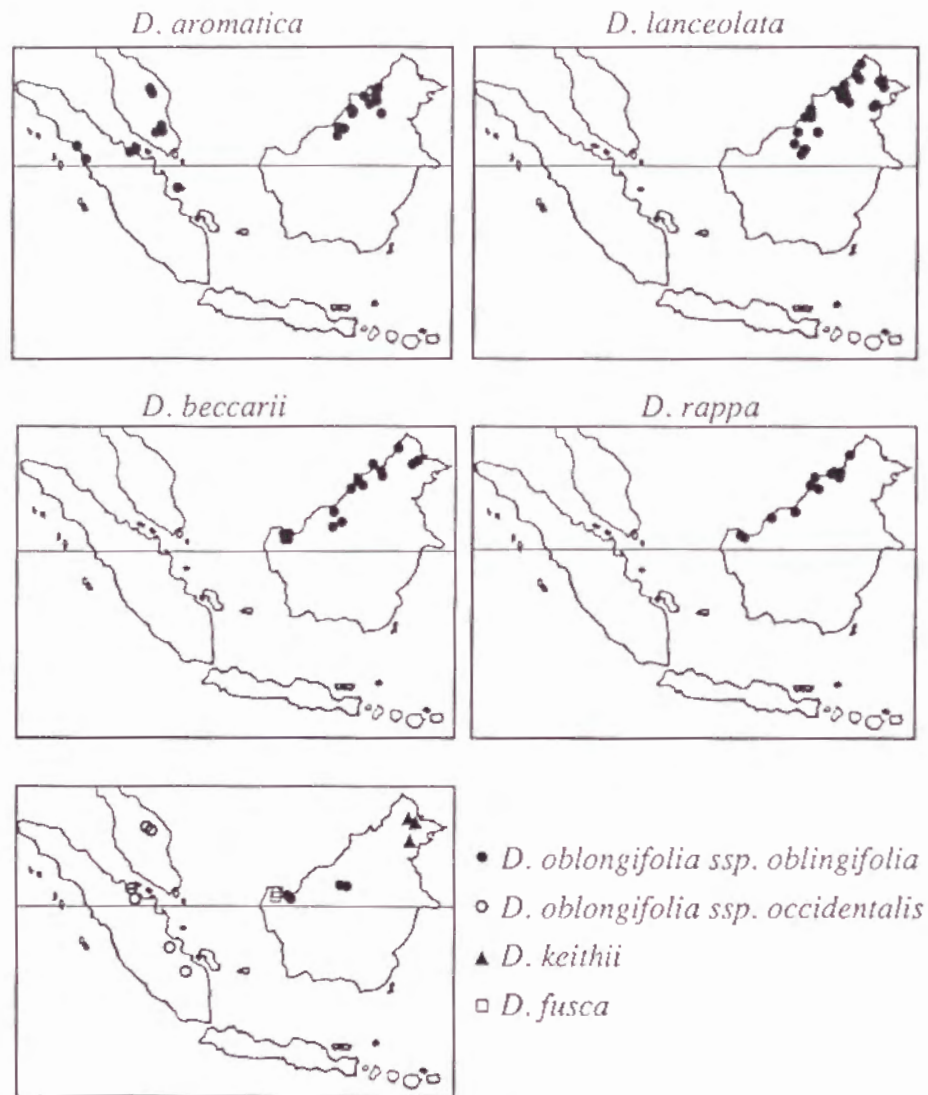 D. aromatica
D. lanceolata
D. beccarii
D. rappa
● D. oblongifolia ssp. oblingifolia
○ D. oblongifolia ssp. occidentalis
▲ D. keithii
□ D. fusca